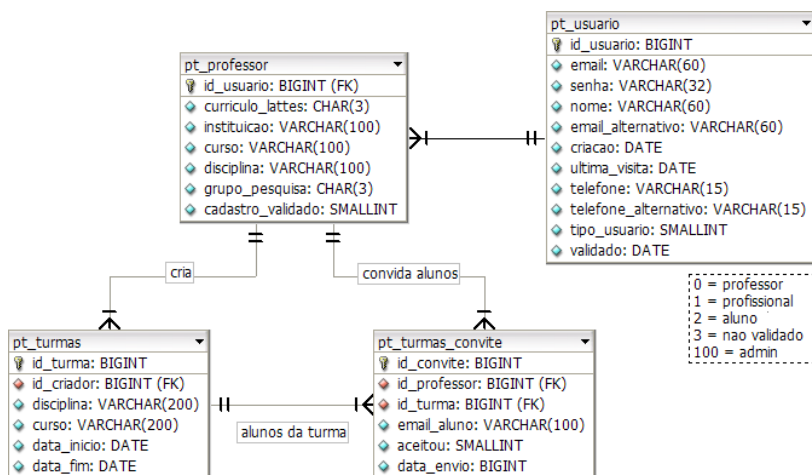 pt_usuario
id_usuario: BIGINT
email: VARCHAR(60)
senha: VARCHAR(32)
nome: VARCHAR(60)
email_alternativo: VARCHAR(60)
criacao: DATE
ultima_visita: DATE
telefone: VARCHAR(15)
telefone_alternativo: VARCHAR(15)
tipo_usuario: SMALLINT
validado: DATE
pt_professor
id_usuario: BIGINT (FK)
curriculo_lattes: CHAR(3)
instituicao: VARCHAR(100)
curso: VARCHAR(100)
disciplina: VARCHAR(100)
grupo_pesquisa: CHAR(3)
cadastro_validado: SMALLINT
cria
convida alunos
0 = professor
1 = profissional
2 = aluno
3 = nao validado
100 = admin
pt_turmas
id_turma: BIGINT
id_criador: BIGINT (FK)
disciplina: VARCHAR(200)
curso: VARCHAR(200)
data_inicio: DATE
data_fim: DATE
alunos da turma
pt_turmas_convite
id_convite: BIGINT
id_professor: BIGINT (FK)
id_turma: BIGINT (FK)
email_aluno: VARCHAR(100)
aceitou: SMALLINT
data_envio: BIGINT